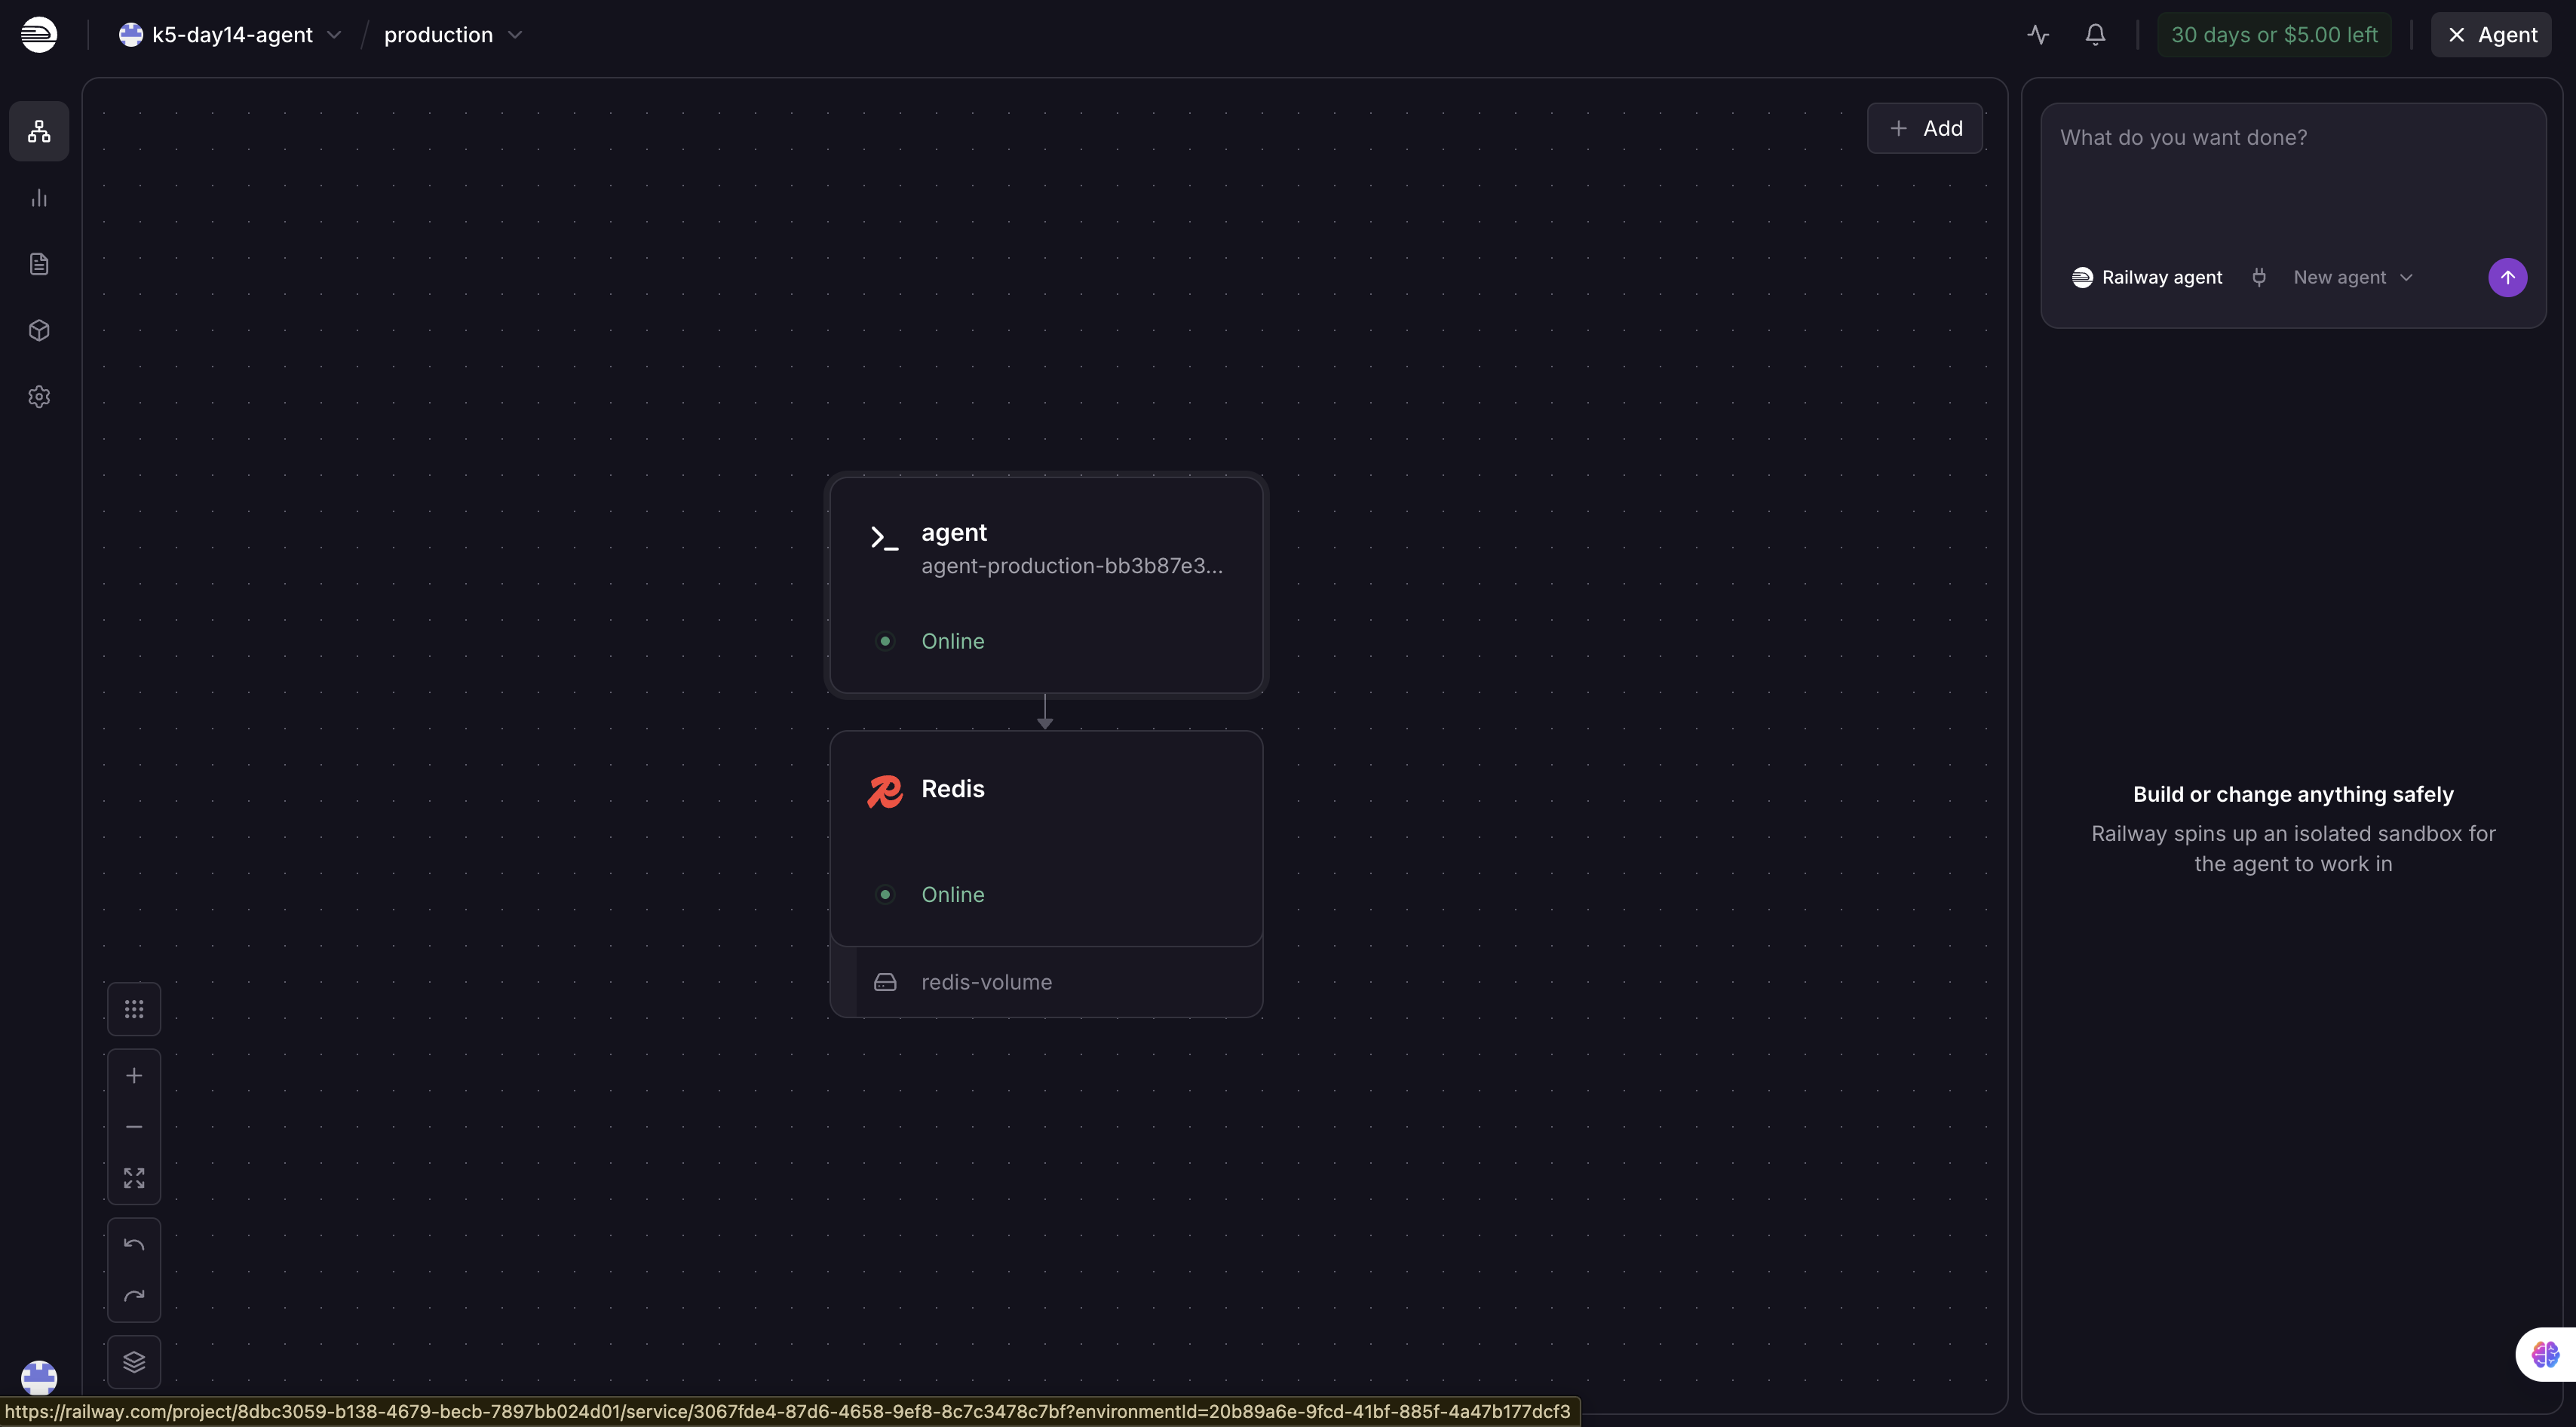 k5-day14-agent
production
30 days or $5.00 left
Agent
Add
What do you want done?
Railway agent
New agent
agent
agent-production-bb3b87e3...
Online
Redis
Online
redis-volume
Build or change anything safely
Railway spins up an isolated sandbox for
the agent to work in
https://railway.com/project/8dbc3059-b138-4679-becb-7897bb024d01/service/3067fde4-87d6-4658-9ef8-8c7c3478c7bf?environmentId=20b89a6e-9fcd-41bf-885f-4a47b177dcf3